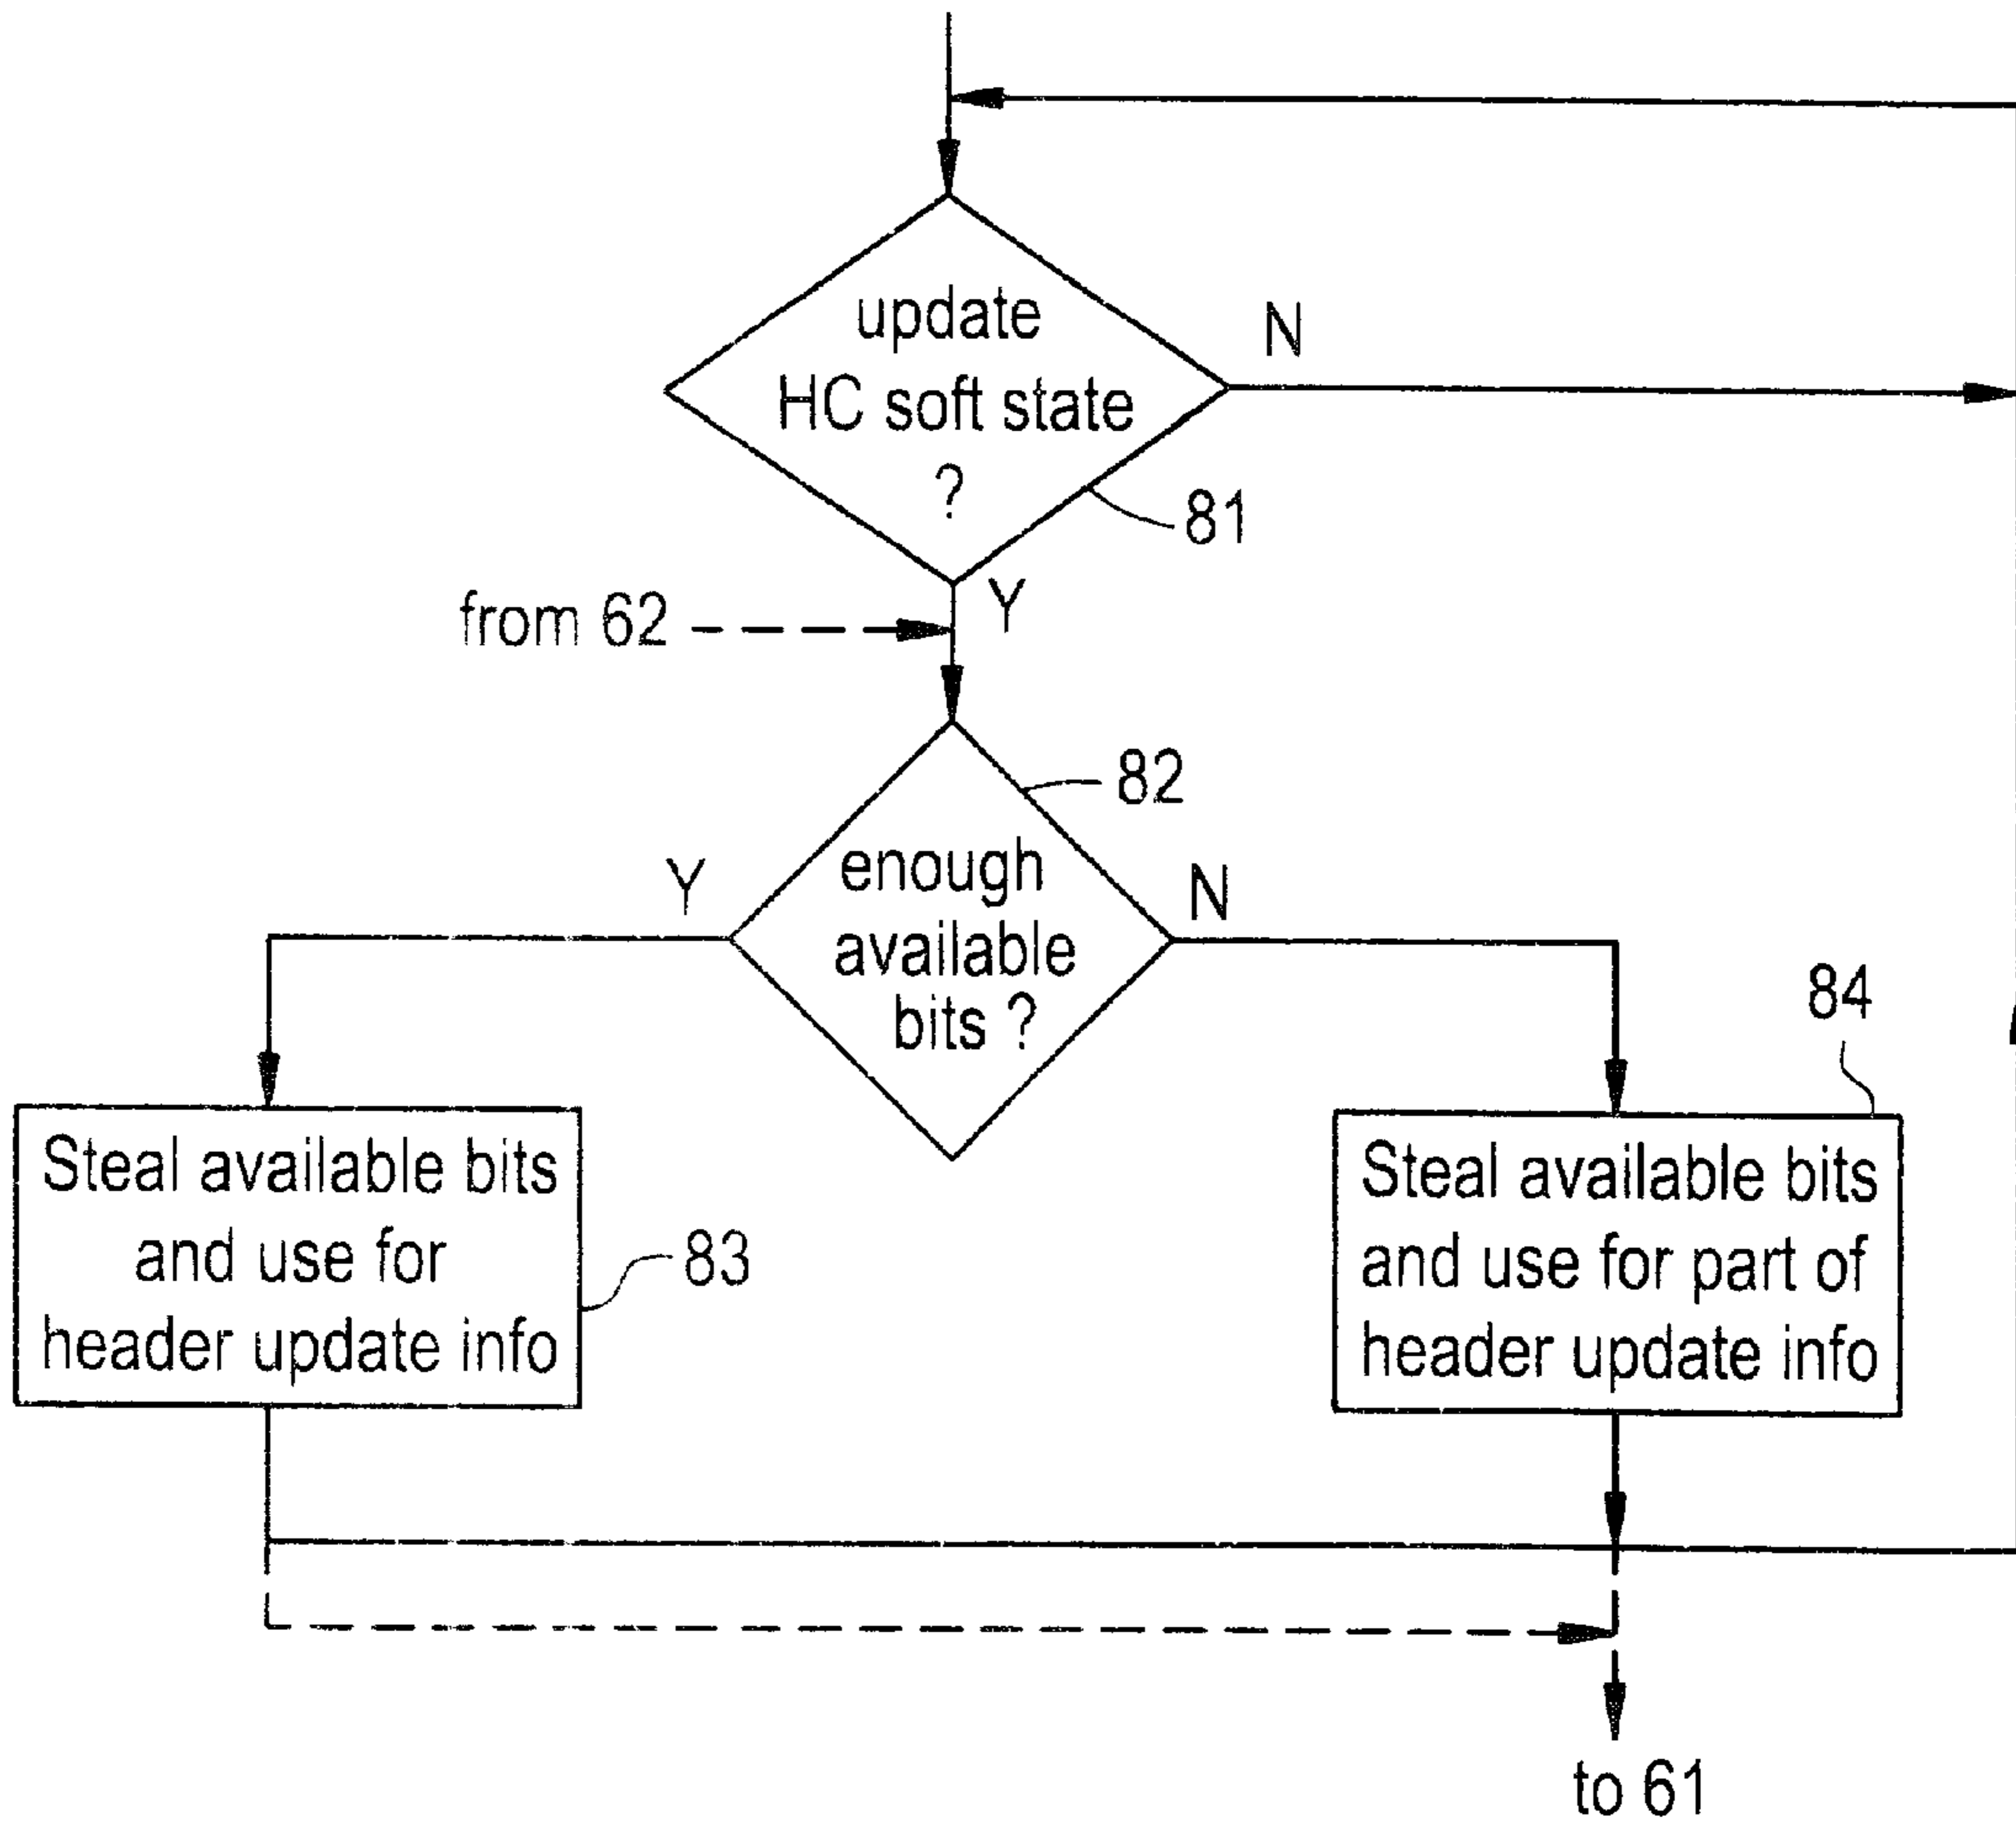 update
HC soft state
?
N
81
Y
from 62
82
enough
available
bits ?
Y
N
84
Steal available bits
and use for
header update info
83
Steal available bits
and use for part of
header update info
to 61